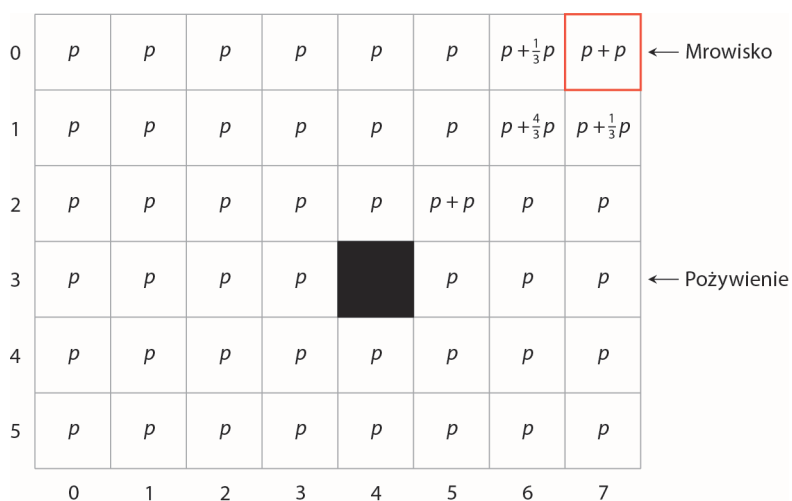 0 p p p p p p p + 1/3 p p + p ← Mrowisko
1 p p p p p p p + 4/3 p p + 1/3 p
2 p p p p p p + p p p
3 p p p p p p p ← Pożywienie
4 p p p p p p p p
5 p p p p p p p p
0 1 2 3 4 5 6 7